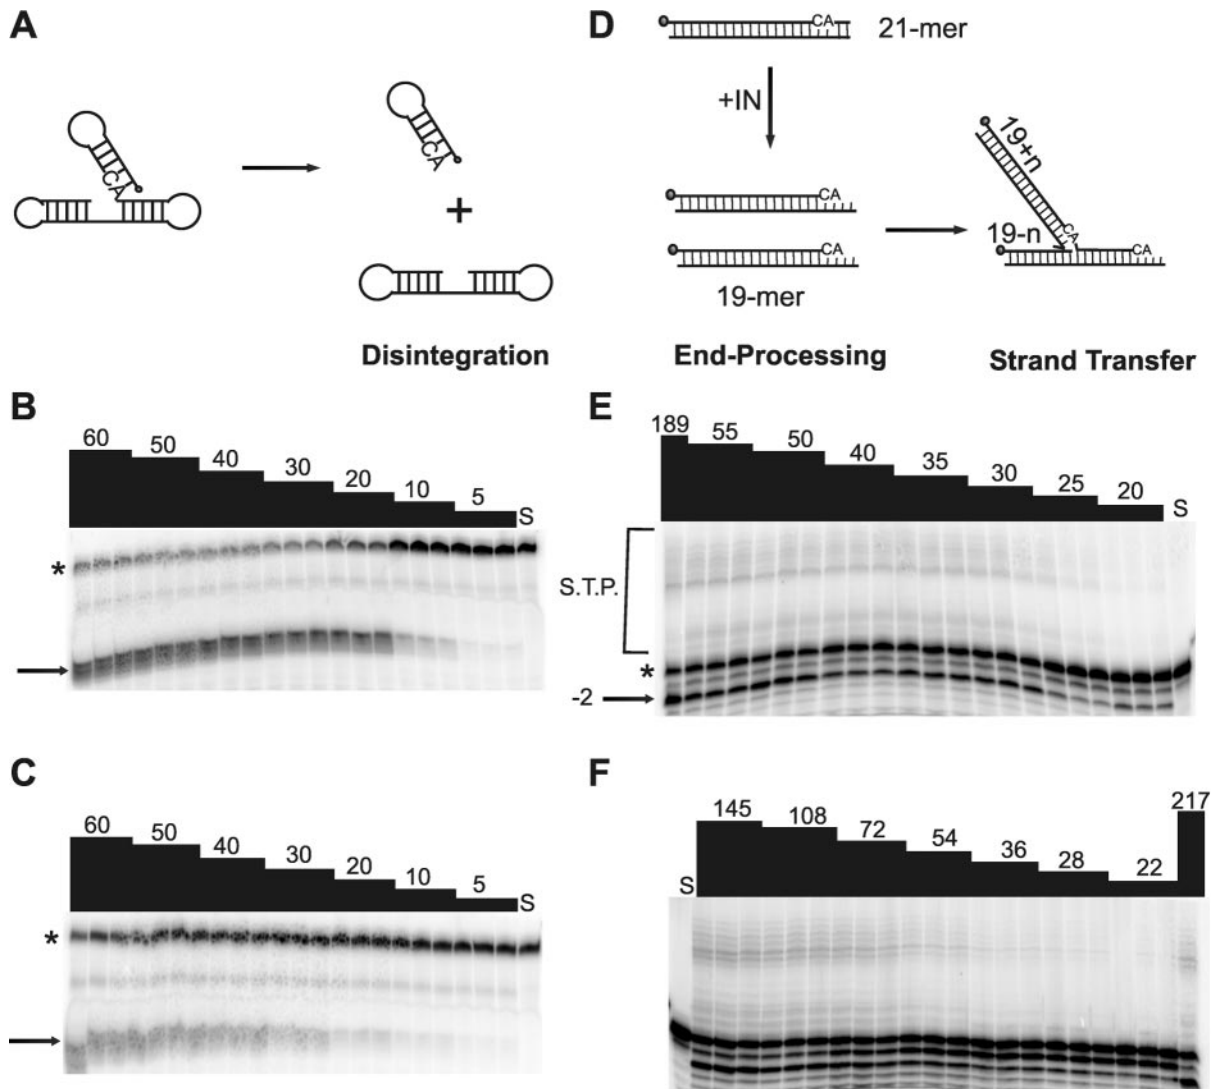 A
CA
CA
+
Disintegration
D
CA
21-mer
+IN
CA
CA
19-mer
19+n
19-n
CA
CA
End-Processing
Strand Transfer
B
60 50 40 30 20 10 5 S
*
E
189 55 50 40 35 30 25 20 S
S.T.P.
*
-2
C
60 50 40 30 20 10 5 S
*
F
S 145 108 72 54 36 28 22 217